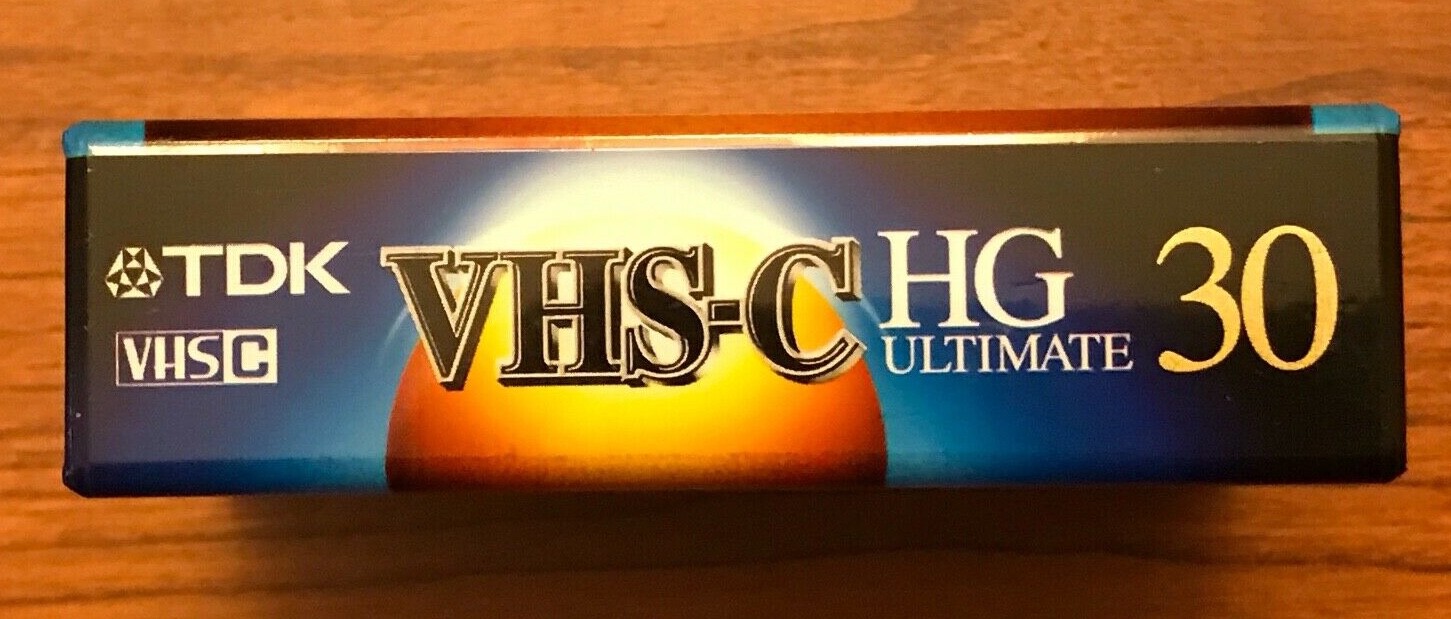 TDK
VHS C
VHS-C
HG
ULTIMATE
30